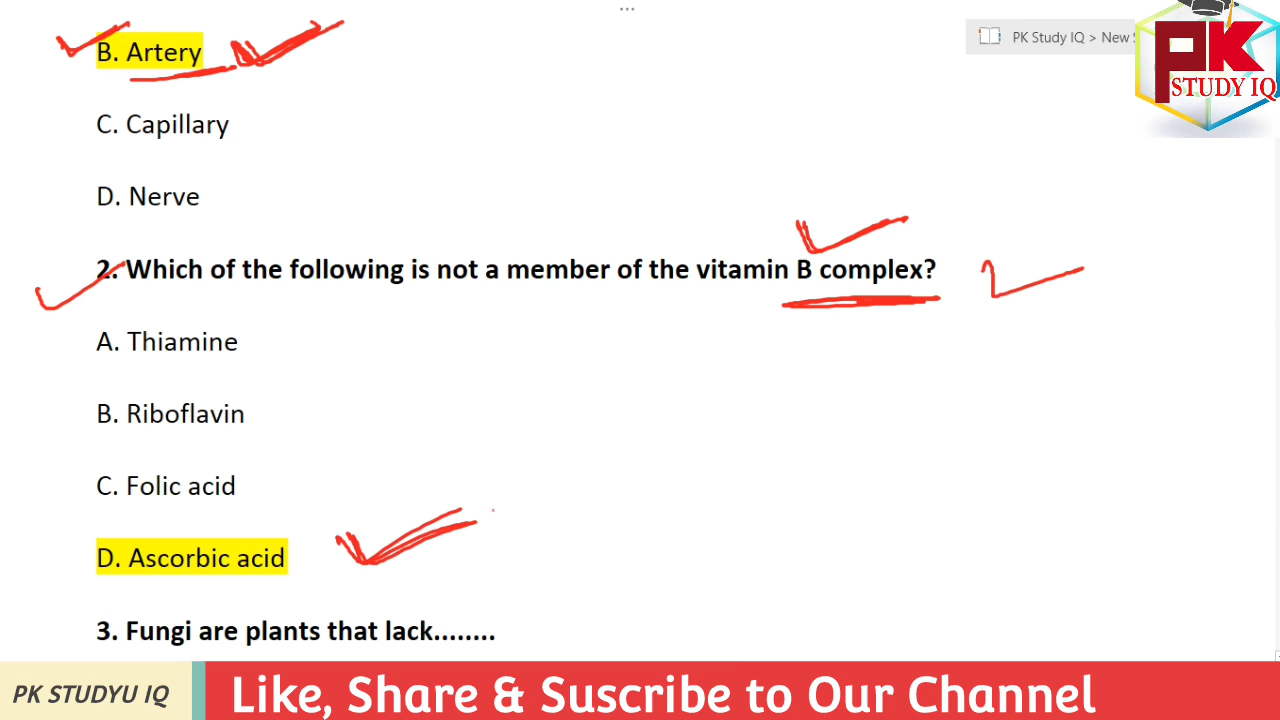 B. Artery
PK Study IQ > New
PK
STUDY IQ
C. Capillary
D. Nerve
2. Which of the following is not a member of the vitamin B complex?
A. Thiamine
B. Riboflavin
C. Folic acid
D. Ascorbic acid
3. Fungi are plants that lack........
PK STUDYU IQ
Like, Share & Suscribe to Our Channel